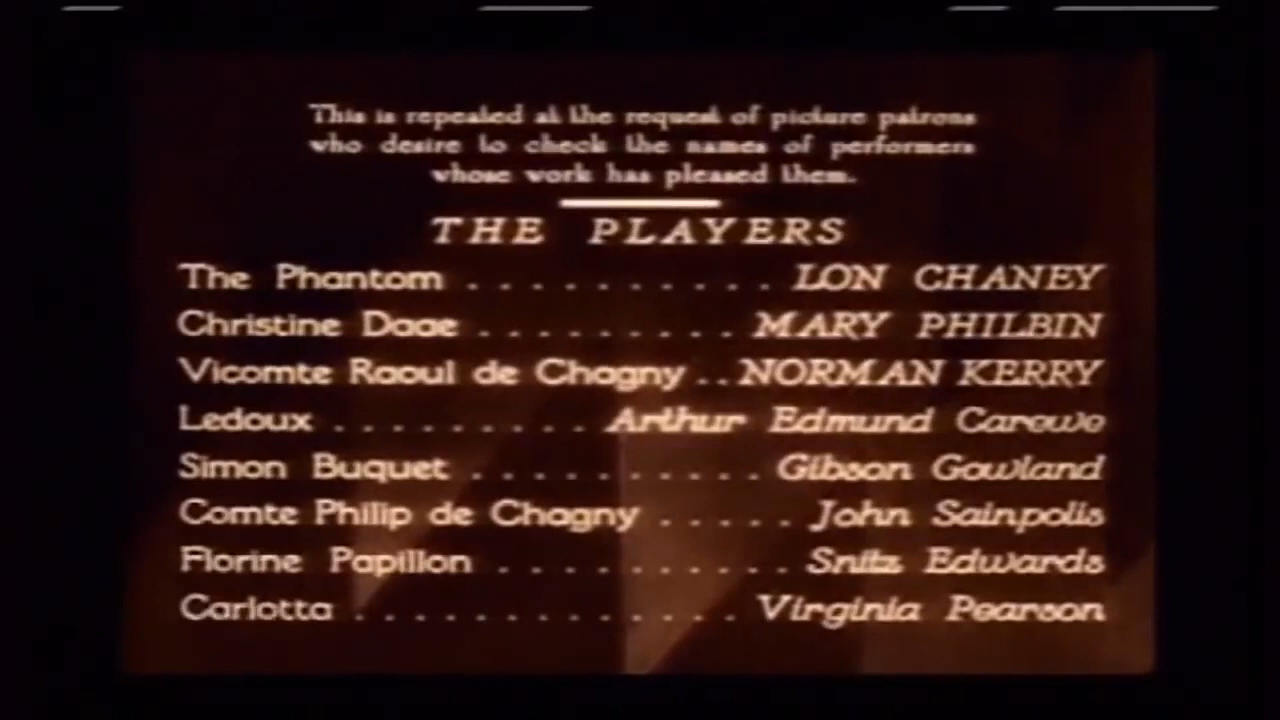 This is repeated at the request of picture patrons
who desire to check the names of performers
whose work has pleased them.
THE PLAYERS
The Phantom . . . . . . . . . . LON CHANEY
Christine Daae . . . . . . . . MARY PHILBIN
Vicomte Raoul de Chagny . . NORMAN KERRY
Ledoux . . . . . . . . Arthur Edmund Carewe
Simon Buquet . . . . . . . . . Gibson Gowland
Comte Philip de Chagny . . . . . John Sainpolis
Florine Papillon . . . . . . . . . Snitz Edwards
Carlotta . . . . . . . . . . . . Virginia Pearson